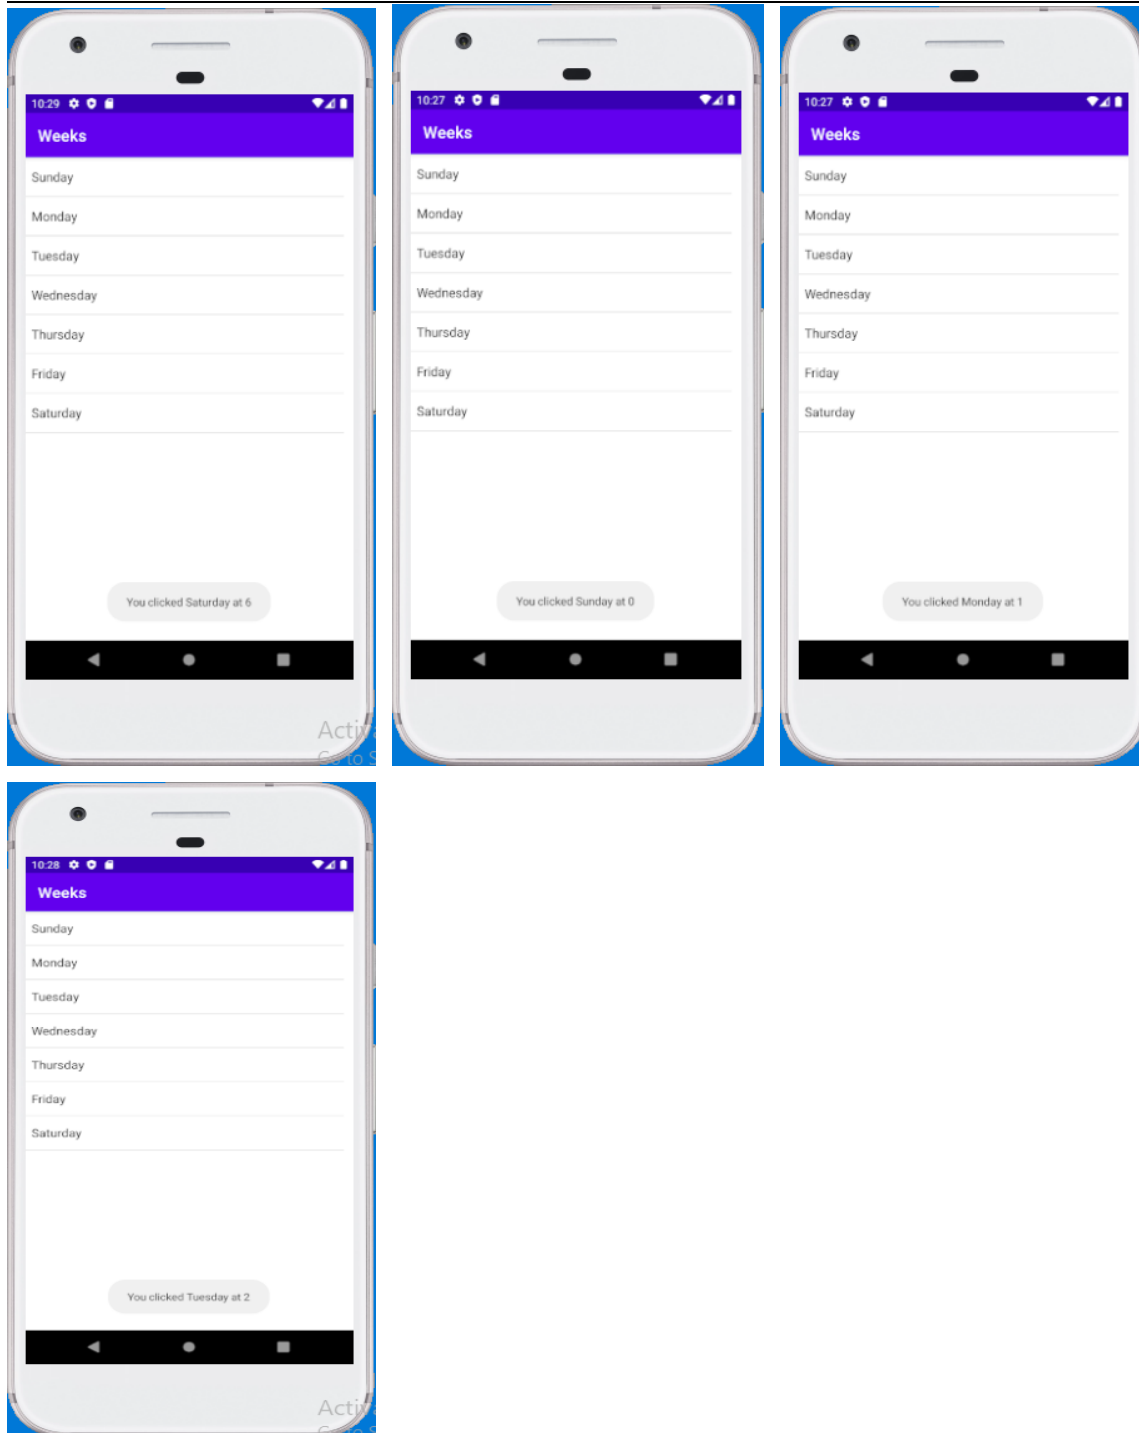 10:29
Weeks
Sunday
Monday
Tuesday
Wednesday
Thursday
Friday
Saturday
You clicked Saturday at 6
10:27
Weeks
Sunday
Monday
Tuesday
Wednesday
Thursday
Friday
Saturday
You clicked Sunday at 0
10:27
Weeks
Sunday
Monday
Tuesday
Wednesday
Thursday
Friday
Saturday
You clicked Monday at 1
10:28
Weeks
Sunday
Monday
Tuesday
Wednesday
Thursday
Friday
Saturday
You clicked Tuesday at 2